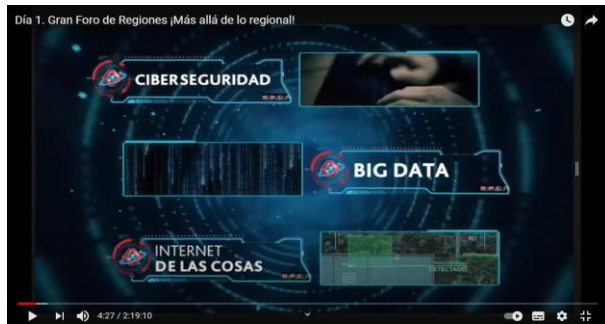 Día 1. Gran Foro de Regiones ¡Más allá de lo regional!
CIBERSEGURIDAD
BIG DATA
INTERNET
DE LAS COSAS
DETECTADO
4:27 / 2:19:10